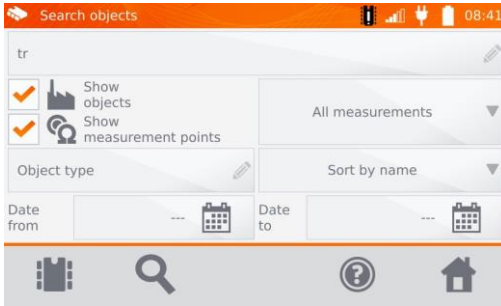 Search objects 08:41
tr
Show
objects
Show
measurement points
All measurements
Object type
Sort by name
Date
from
---
Date
to
---